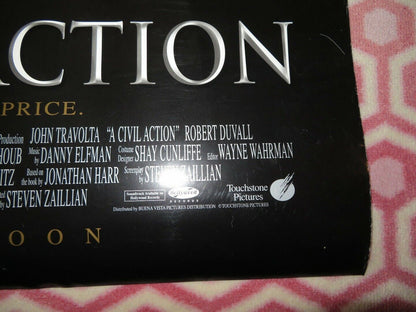 ACTION
PRICE.
Production JOHN TRAVOLTA "A CIVIL ACTION" ROBERT DUVALL
HOUB Music by DANNY ELFMAN Costume Designer SHAY CUNLIFFE Editor WAYNE WAHRMAN
ITZ Based on the book by JONATHAN HARR Screenplay by STEVEN ZAILLIAN
STEVEN ZAILLIAN
Soundtrack Available on Hollywood Records
RECORDS
Touchstone Pictures
Distributed by BUENA VISTA PICTURES DISTRIBUTION ©TOUCHSTONE PICTURES
OON